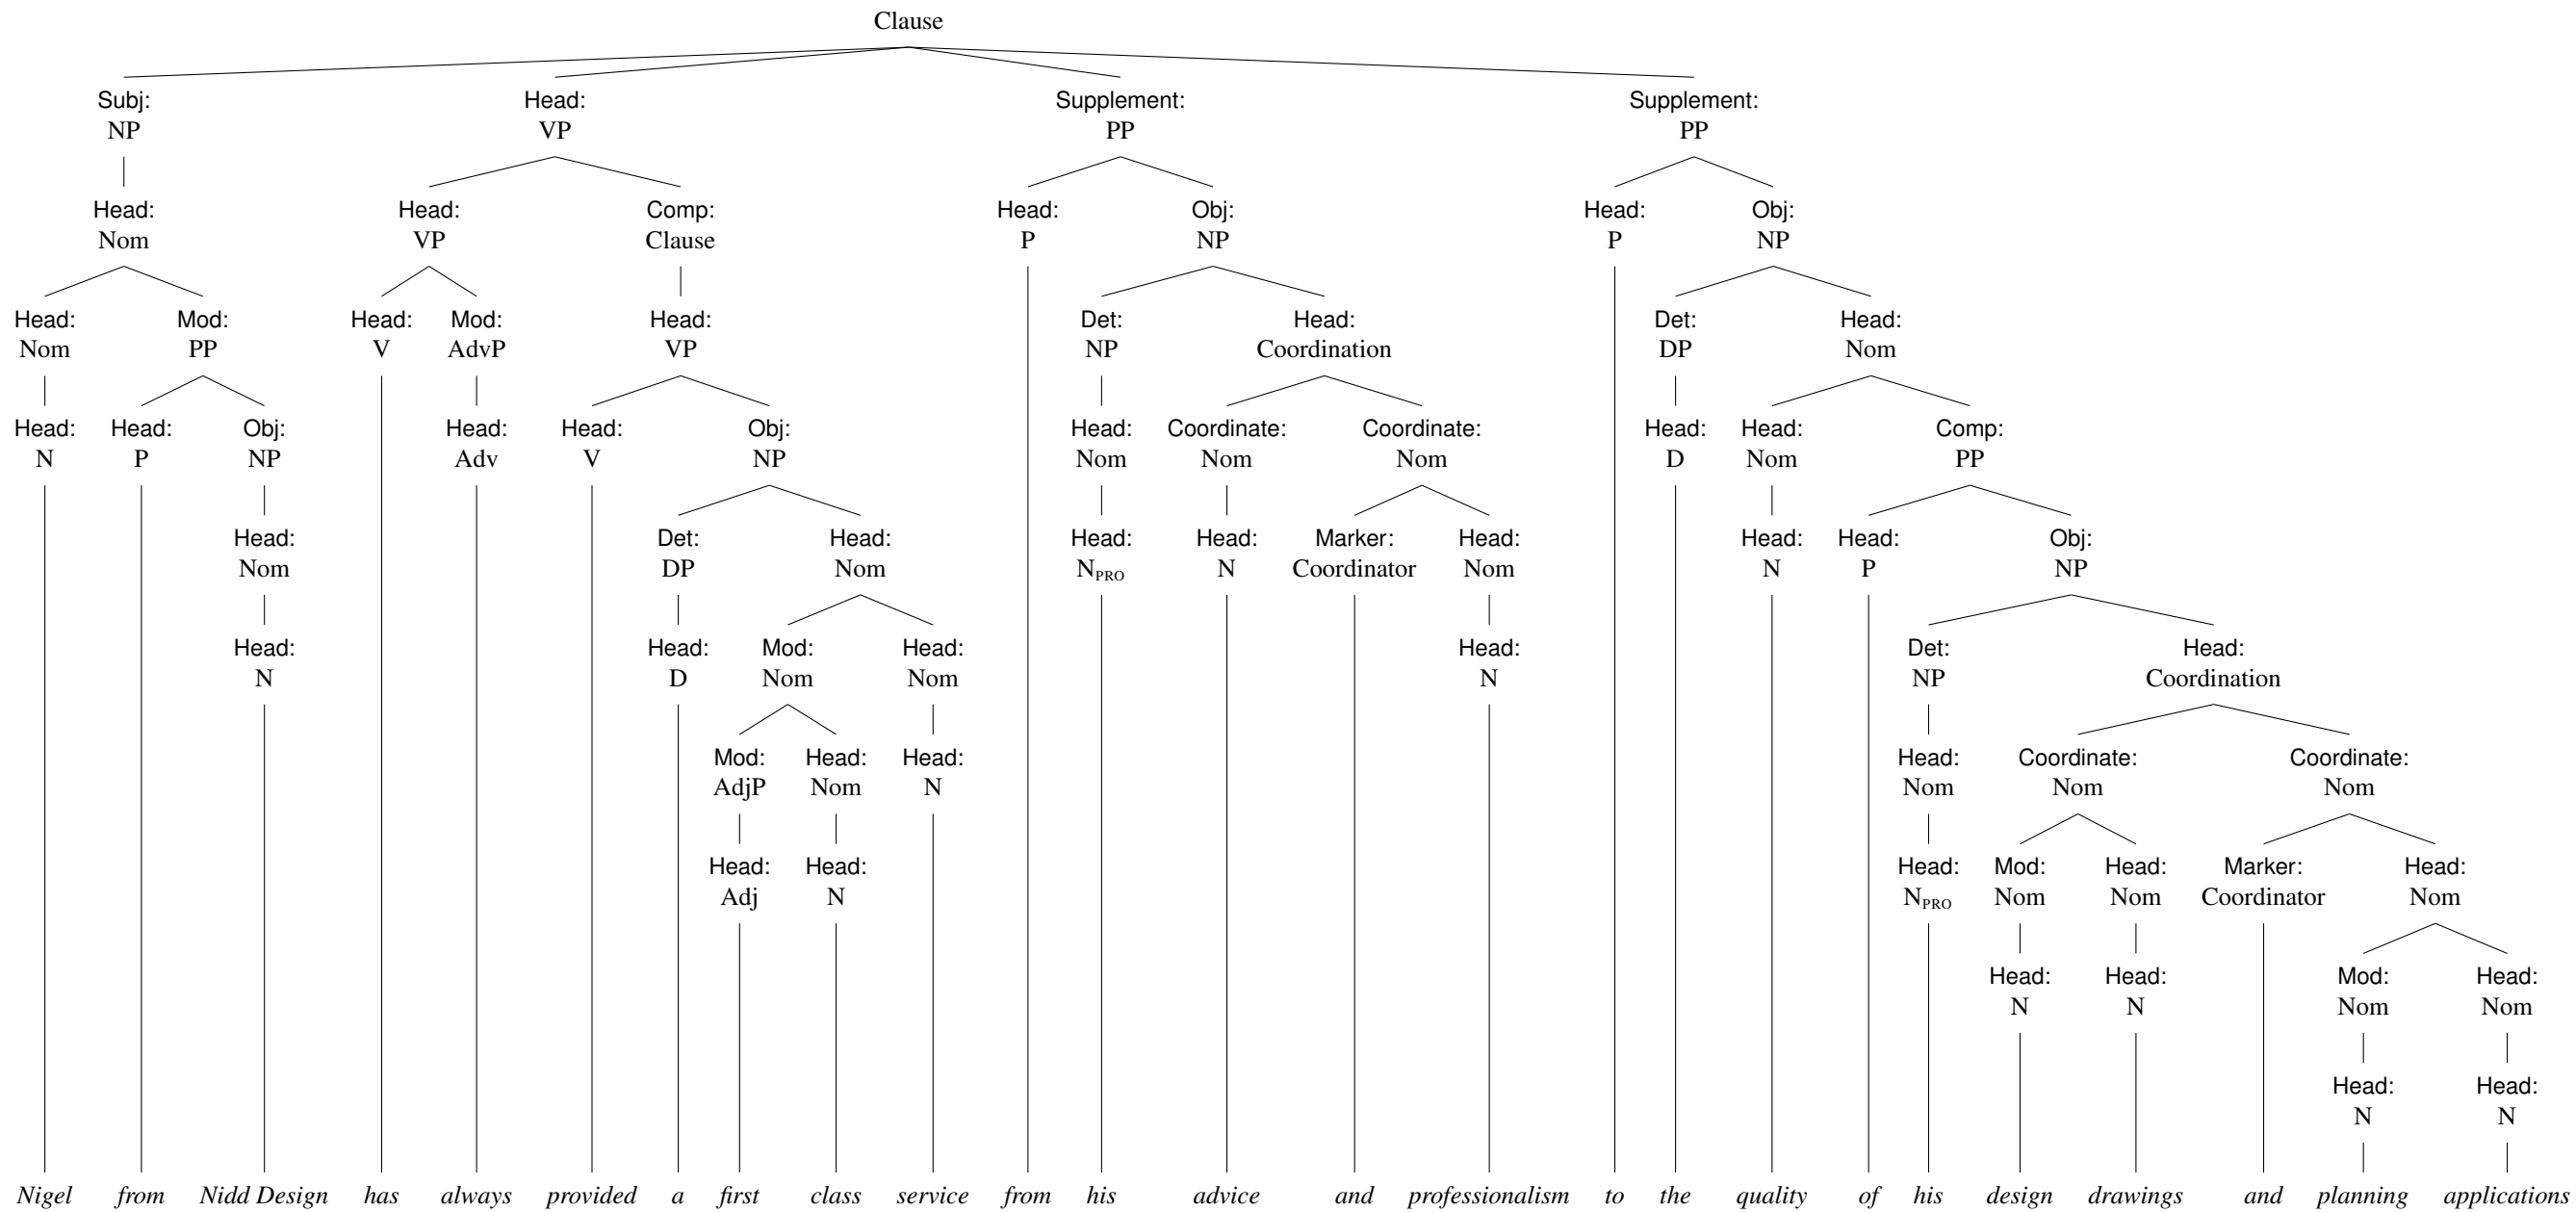 Clause
Subj: Head: Supplement: Supplement:
NP VP PP PP
Head: Head: Comp: Head: Obj: Head: Obj:
Nom VP Clause P NP P NP
Head: Mod: Head: Mod: Head: Det: Head: Det: Head:
Nom PP V AdvP VP NP Coordination DP Nom
Head: Head: Obj: Head: Head: Obj: Head: Coordinate: Coordinate: Head: Head: Comp:
N P NP Adv V NP Nom Nom Nom D Nom PP
Head: Det: Head: Head: Head: Marker: Head: Head: Head: Obj:
Nom DP Nom N_PRO N Coordinator Nom N P NP
Head: Head: Mod: Head: Head: Det: Head:
N D Nom Nom N NP Coordination
Mod: Head: Head: Head: Coordinate: Coordinate:
AdjP Nom N Nom Nom Nom
Head: Head: Head: Mod: Head: Marker: Head:
Adj N N_PRO Nom Nom Coordinator Nom
Head: Head: Mod: Head:
N N Nom Nom
Head: Head:
N N
Nigel from Nidd Design has always provided a first class service from his advice and professionalism to the quality of his design drawings and planning applications